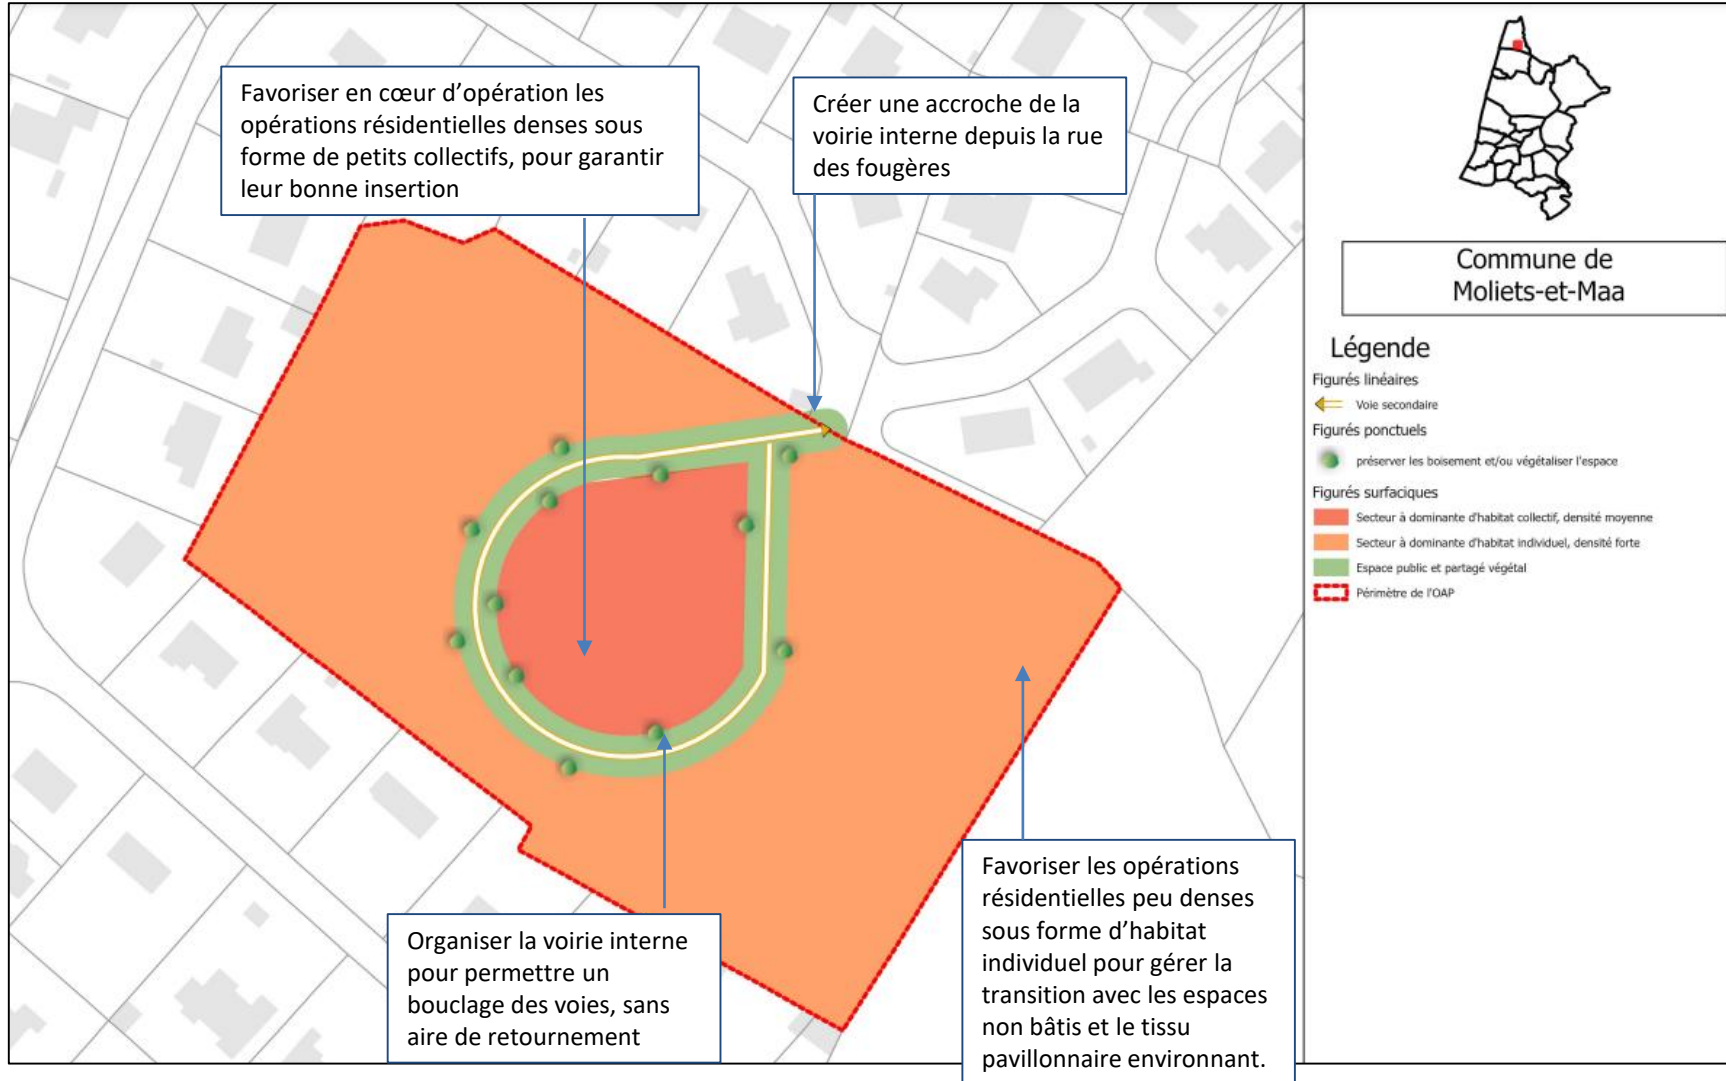 Favoriser en cœur d’opération les
opérations résidentielles denses sous
forme de petits collectifs, pour garantir
leur bonne insertion
Créer une accroche de la
voirie interne depuis la rue
des fougères
Organiser la voirie interne
pour permettre un
bouclage des voies, sans
aire de retournement
Favoriser les opérations
résidentielles peu denses
sous forme d’habitat
individuel pour gérer la
transition avec les espaces
non bâtis et le tissu
pavillonnaire environnant.
Commune de
Moliets-et-Maa
Légende
Figurés linéaires
Voie secondaire
Figurés ponctuels
préserver les boisement et/ou végétaliser l'espace
Figurés surfaciques
Secteur à dominante d'habitat collectif, densité moyenne
Secteur à dominante d'habitat individuel, densité forte
Espace public et partagé végétal
Périmètre de l'OAP